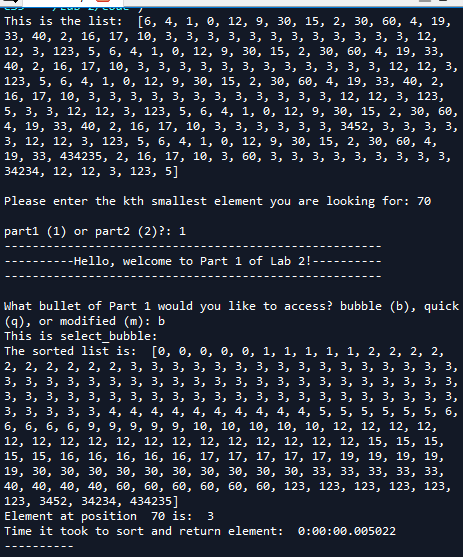 This is the list:  [6, 4, 1, 0, 12, 9, 30, 15, 2, 30, 60, 4, 19,
33, 40, 2, 16, 17, 10, 3, 3, 3, 3, 3, 3, 3, 3, 3, 3, 3, 3, 12,
12, 3, 123, 5, 6, 4, 1, 0, 12, 9, 30, 15, 2, 30, 60, 4, 19, 33,
40, 2, 16, 17, 10, 3, 3, 3, 3, 3, 3, 3, 3, 3, 3, 3, 3, 12, 12, 3,
123, 5, 6, 4, 1, 0, 12, 9, 30, 15, 2, 30, 60, 4, 19, 33, 40, 2,
16, 17, 10, 3, 3, 3, 3, 3, 3, 3, 3, 3, 3, 3, 3, 12, 12, 3, 123,
5, 3, 3, 12, 12, 3, 123, 5, 6, 4, 1, 0, 12, 9, 30, 15, 2, 30, 60,
4, 19, 33, 40, 2, 16, 17, 10, 3, 3, 3, 3, 3, 3, 3452, 3, 3, 3, 3,
3, 12, 12, 3, 123, 5, 6, 4, 1, 0, 12, 9, 30, 15, 2, 30, 60, 4,
19, 33, 434235, 2, 16, 17, 10, 3, 60, 3, 3, 3, 3, 3, 3, 3, 3, 3,
34234, 12, 12, 3, 123, 5]
Please enter the kth smallest element you are looking for: 70
part1 (1) or part2 (2)?: 1
------------------------------------------------------
----------Hello, welcome to Part 1 of Lab 2!----------
------------------------------------------------------
What bullet of Part 1 would you like to access? bubble (b), quick
(q), or modified (m): b
This is select_bubble:
The sorted list is:  [0, 0, 0, 0, 0, 1, 1, 1, 1, 1, 2, 2, 2, 2,
2, 2, 2, 2, 2, 2, 3, 3, 3, 3, 3, 3, 3, 3, 3, 3, 3, 3, 3, 3, 3, 3,
3, 3, 3, 3, 3, 3, 3, 3, 3, 3, 3, 3, 3, 3, 3, 3, 3, 3, 3, 3, 3, 3,
3, 3, 3, 3, 3, 3, 3, 3, 3, 3, 3, 3, 3, 3, 3, 3, 3, 3, 3, 3, 3, 3,
3, 3, 3, 3, 3, 4, 4, 4, 4, 4, 4, 4, 4, 4, 4, 5, 5, 5, 5, 5, 5, 6,
6, 6, 6, 6, 9, 9, 9, 9, 9, 10, 10, 10, 10, 10, 12, 12, 12, 12,
12, 12, 12, 12, 12, 12, 12, 12, 12, 12, 12, 12, 12, 15, 15, 15,
15, 15, 16, 16, 16, 16, 16, 17, 17, 17, 17, 17, 19, 19, 19, 19,
19, 30, 30, 30, 30, 30, 30, 30, 30, 30, 30, 33, 33, 33, 33, 33,
40, 40, 40, 40, 60, 60, 60, 60, 60, 60, 123, 123, 123, 123, 123,
123, 3452, 34234, 434235]
Element at position  70 is:  3
Time it took to sort and return element:  0:00:00.005022
----------